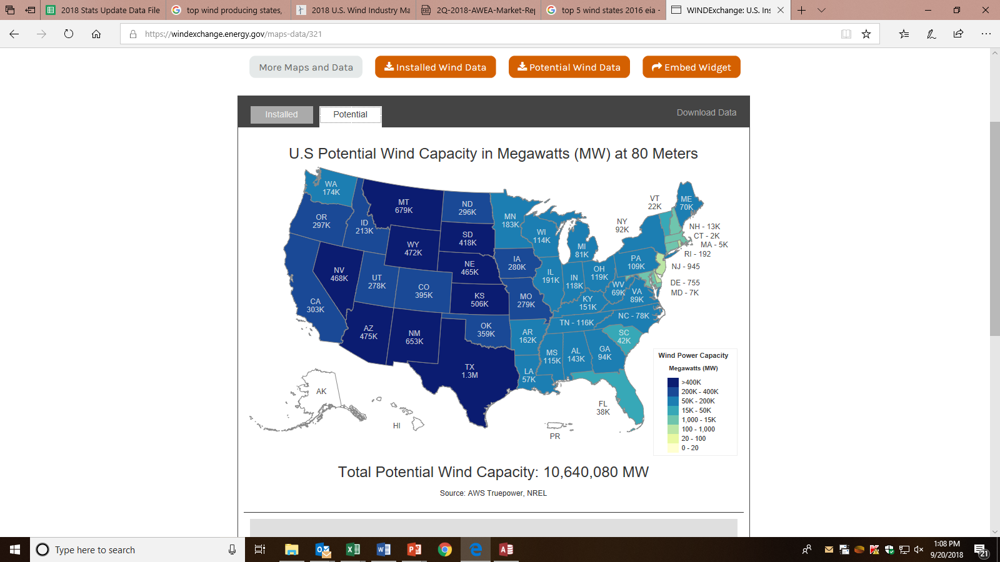 2018 Stats Update Data File
top wind producing states,
2018 U.S. Wind Industry Ma
2Q-2018-AWEA-Market-Rep
top 5 wind states 2016 eia -
WINDExchange: U.S. Ins
https://windexchange.energy.gov/maps-data/321
More Maps and Data
Installed Wind Data
Potential Wind Data
Embed Widget
Installed
Potential
Download Data
U.S Potential Wind Capacity in Megawatts (MW) at 80 Meters
WA
174K
OR
297K
ID
213K
MT
679K
ND
296K
MN
183K
WI
114K
MI
81K
NY
92K
VT
22K
ME
70K
NH - 13K
CT - 2K
MA - 5K
RI - 192
NJ - 945
DE - 755
MD - 7K
WY
472K
SD
418K
NE
465K
IA
280K
IL
191K
IN
118K
OH
119K
PA
109K
WV
69K
VA
89K
KY
151K
NC - 78K
TN - 116K
SC
42K
NV
468K
UT
278K
CO
395K
KS
506K
MO
279K
CA
303K
AZ
475K
NM
653K
OK
359K
AR
162K
MS
115K
AL
143K
GA
94K
TX
1.3M
LA
57K
FL
38K
AK
HI
PR
Wind Power Capacity
Megawatts (MW)
>400K
200K - 400K
50K - 200K
15K - 50K
1,000 - 15K
100 - 1,000
20 - 100
0 - 20
Total Potential Wind Capacity: 10,640,080 MW
Source: AWS Truepower, NREL
Type here to search
1:08 PM
9/20/2018
21